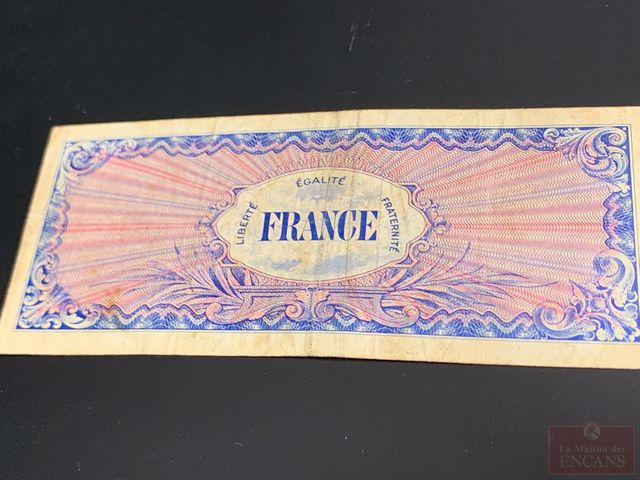 LIBERTÉ
ÉGALITÉ
FRATERNITÉ
FRANCE
La Maison des
ENCANS